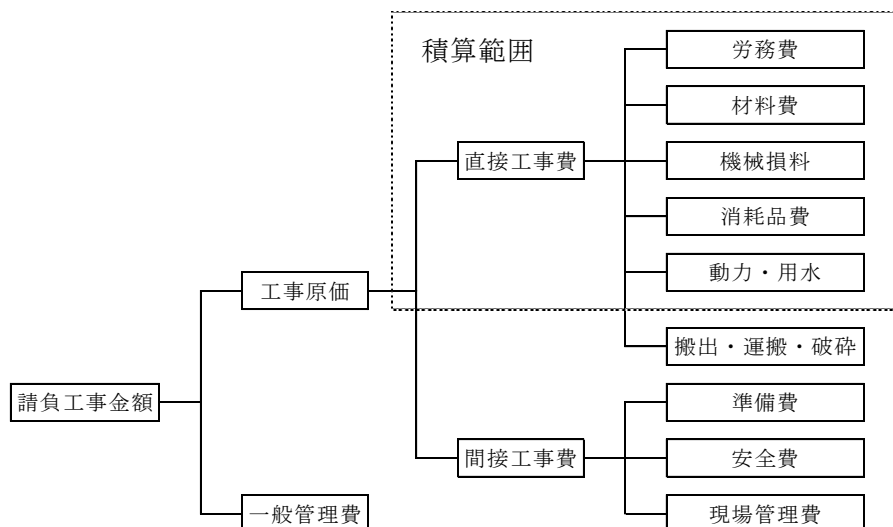 積算範囲
労務費
材料費
直接工事費
機械損料
消耗品費
工事原価
動力・用水
搬出・運搬・破砕
請負工事金額
準備費
間接工事費
安全費
一般管理費
現場管理費